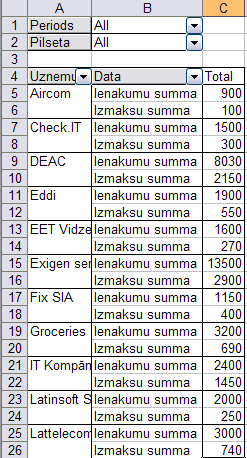 A B C
1 Periods All
2 Pilseta All
3
4 Uznemu Data Total
5 Aircom Ienakumu summa 900
6 Izmaksu summa 100
7 Check.IT Ienakumu summa 1500
8 Izmaksu summa 300
9 DEAC Ienakumu summa 8030
10 Izmaksu summa 2150
11 Eddi Ienakumu summa 1900
12 Izmaksu summa 550
13 EET Vidze Ienakumu summa 1600
14 Izmaksu summa 270
15 Exigen ser Ienakumu summa 13500
16 Izmaksu summa 2900
17 Fix SIA Ienakumu summa 1150
18 Izmaksu summa 400
19 Groceries Ienakumu summa 3200
20 Izmaksu summa 690
21 IT Kompān Ienakumu summa 2400
22 Izmaksu summa 1450
23 Latinsoft S Ienakumu summa 2000
24 Izmaksu summa 250
25 Lattelecom Ienakumu summa 3000
26 Izmaksu summa 740